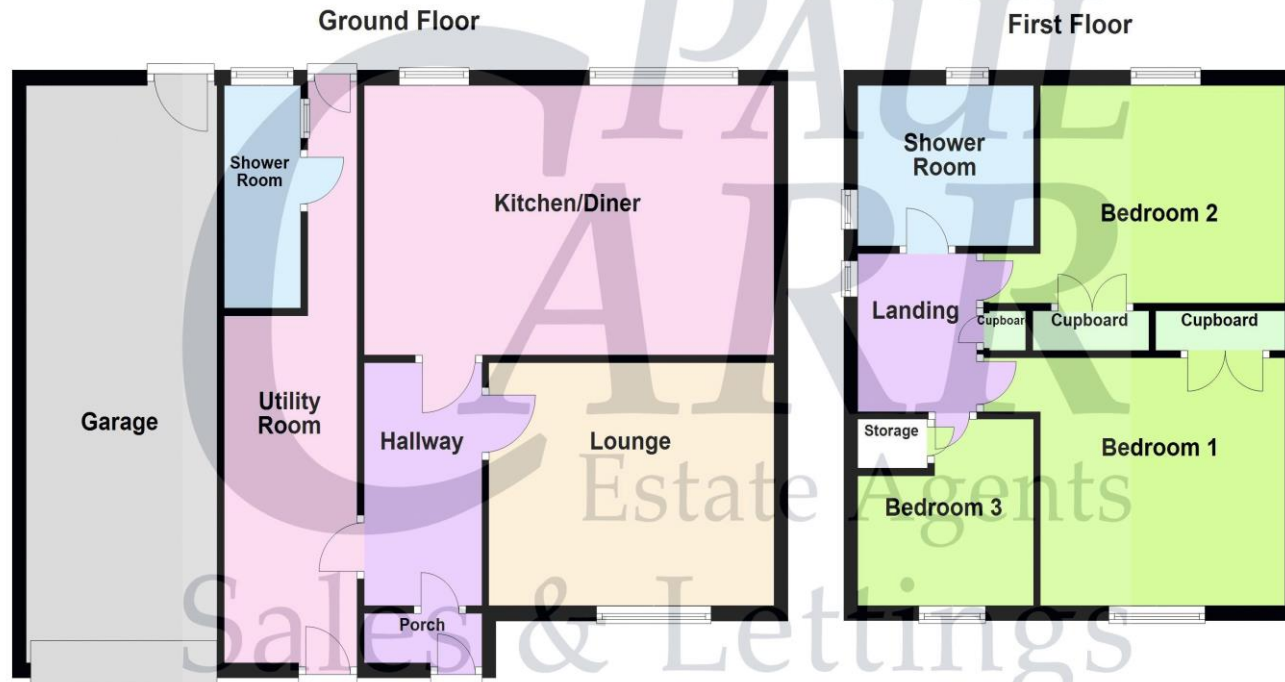 Ground Floor
First Floor
PAUL
CARR
Estate Agents
Sales & Lettings
Shower
Room
Kitchen/Diner
Garage
Utility
Room
Hallway
Lounge
Porch
Shower
Room
Bedroom 2
Landing
Cupboar
Cupboard
Cupboard
Storage
Bedroom 1
Bedroom 3